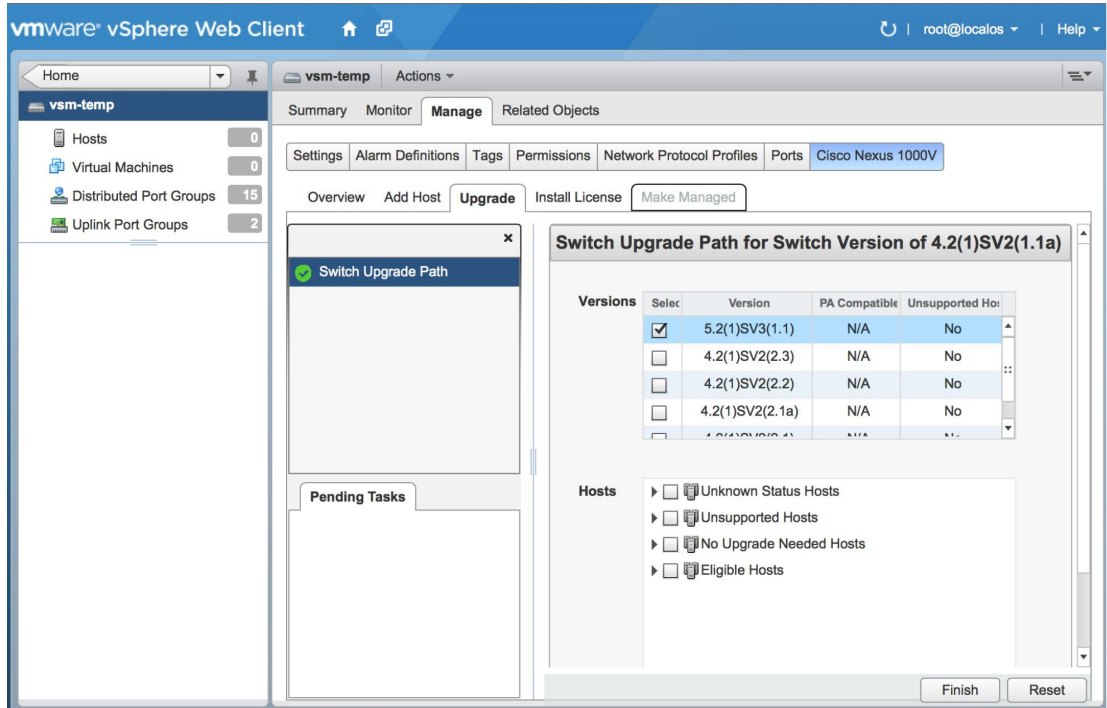 vmware® vSphere Web Client
root@localos
Help
Home
vsm-temp
Actions
vsm-temp
Summary Monitor Manage Related Objects
Hosts 0
Virtual Machines 0
Distributed Port Groups 15
Uplink Port Groups 2
Settings Alarm Definitions Tags Permissions Network Protocol Profiles Ports Cisco Nexus 1000V
Overview Add Host Upgrade Install License Make Managed
Switch Upgrade Path
Pending Tasks
Switch Upgrade Path for Switch Version of 4.2(1)SV2(1.1a)
Versions
Selec Version PA Compatible Unsupported Ho
5.2(1)SV3(1.1) N/A No
4.2(1)SV2(2.3) N/A No
4.2(1)SV2(2.2) N/A No
4.2(1)SV2(2.1a) N/A No
Hosts
Unknown Status Hosts
Unsupported Hosts
No Upgrade Needed Hosts
Eligible Hosts
Finish Reset